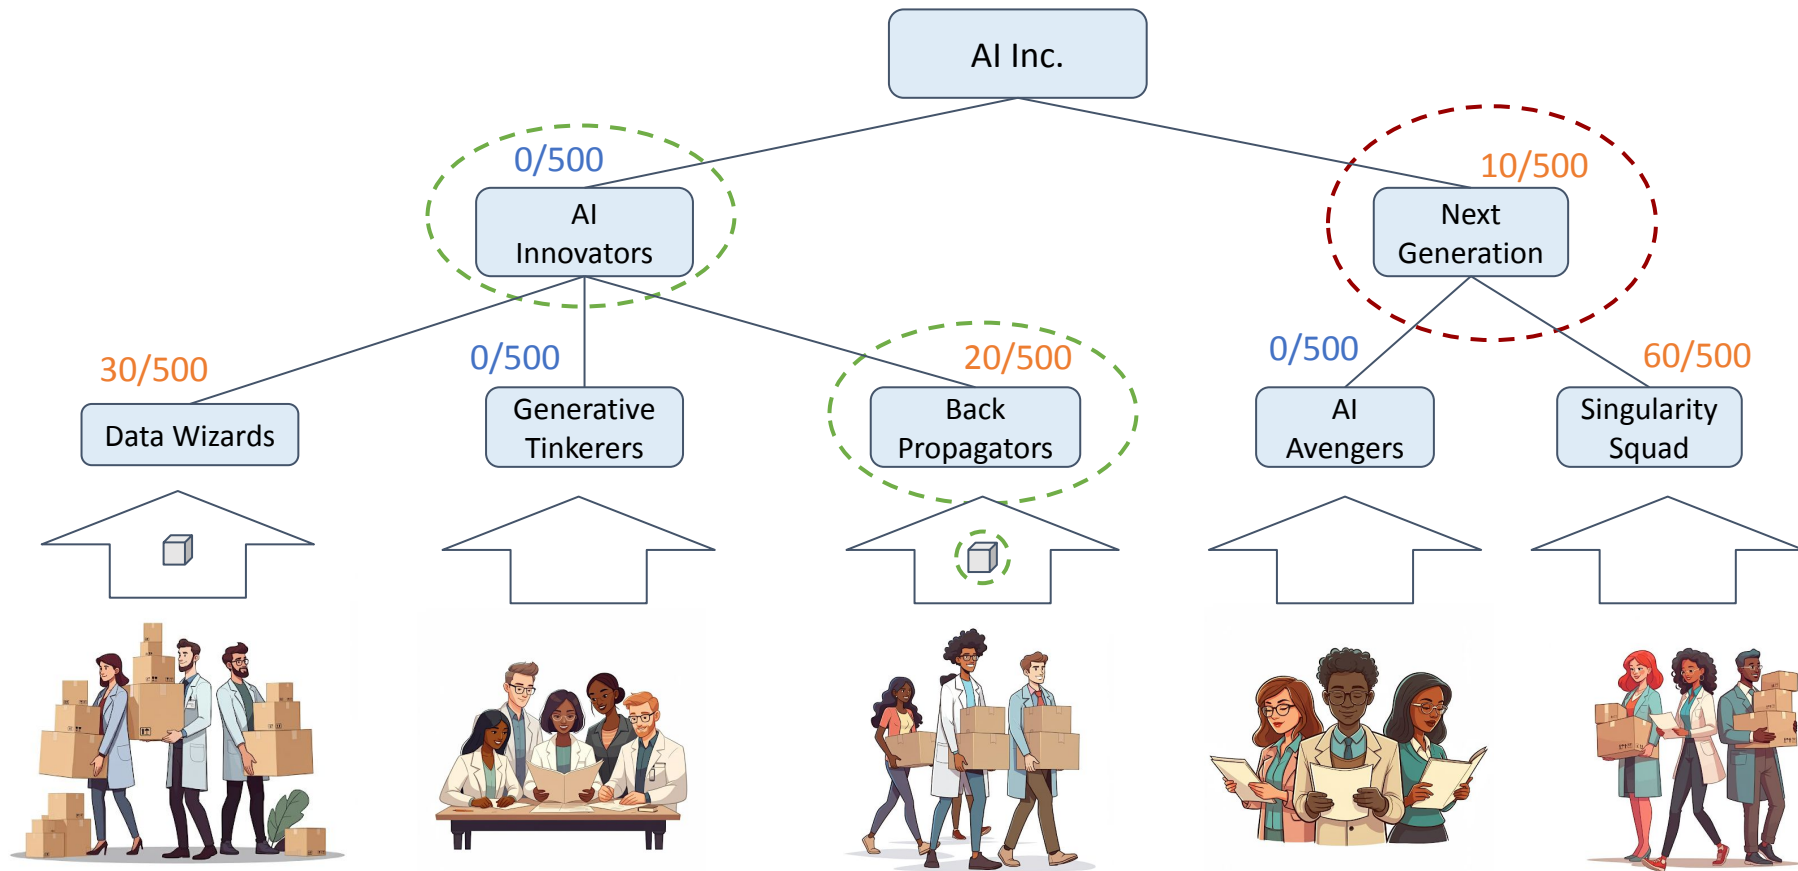 AI Inc.
0/500
10/500
AI
Innovators
Next
Generation
30/500
0/500
20/500
0/500
60/500
Data Wizards
Generative
Tinkerers
Back
Propagators
AI
Avengers
Singularity
Squad